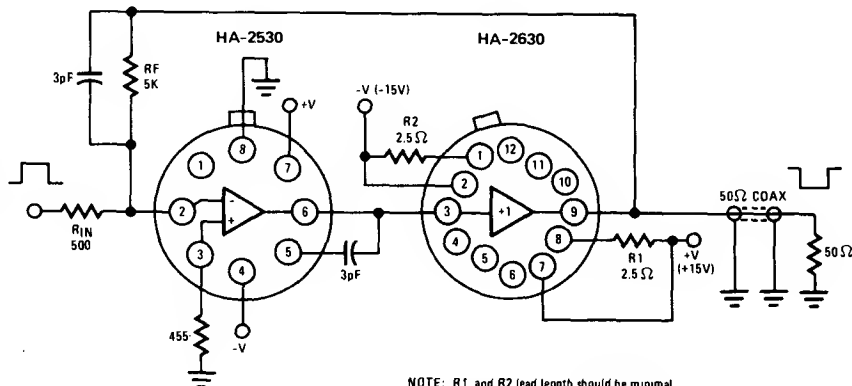 HA-2530
HA-2630
3pF
RF
5K
-V (-15V)
R2
2.5Ω
+V
8
1
7
2
-
+
6
3
5
4
3pF
RIN
500
455
-V
1
12
11
10
2
3
+1
9
4
5
6
7
8
R1
2.5Ω
+V
(+15V)
50Ω COAX
50Ω
NOTE: R1 and R2 lead length should be minimal